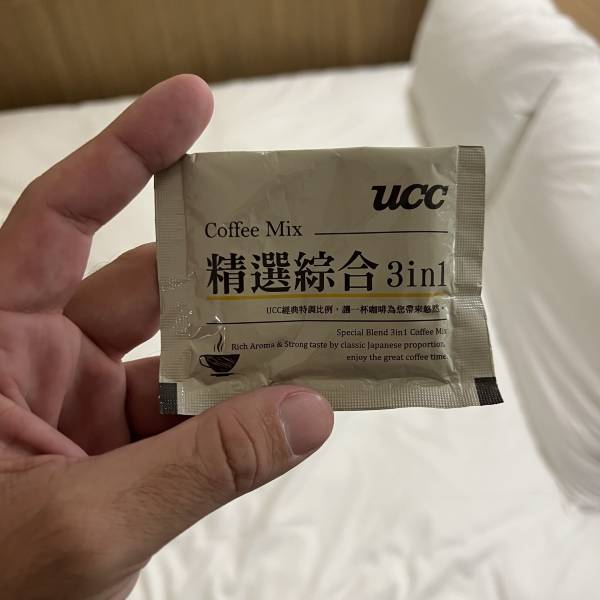 ucc
Coffee Mix
精選綜合 3in1
UCC經典特調比例,讓一杯咖啡為您帶來悠然。
Special Blend 3in1 Coffee Mix
Rich Aroma & Strong taste by classic Japanese proportion,
enjoy the great coffee time